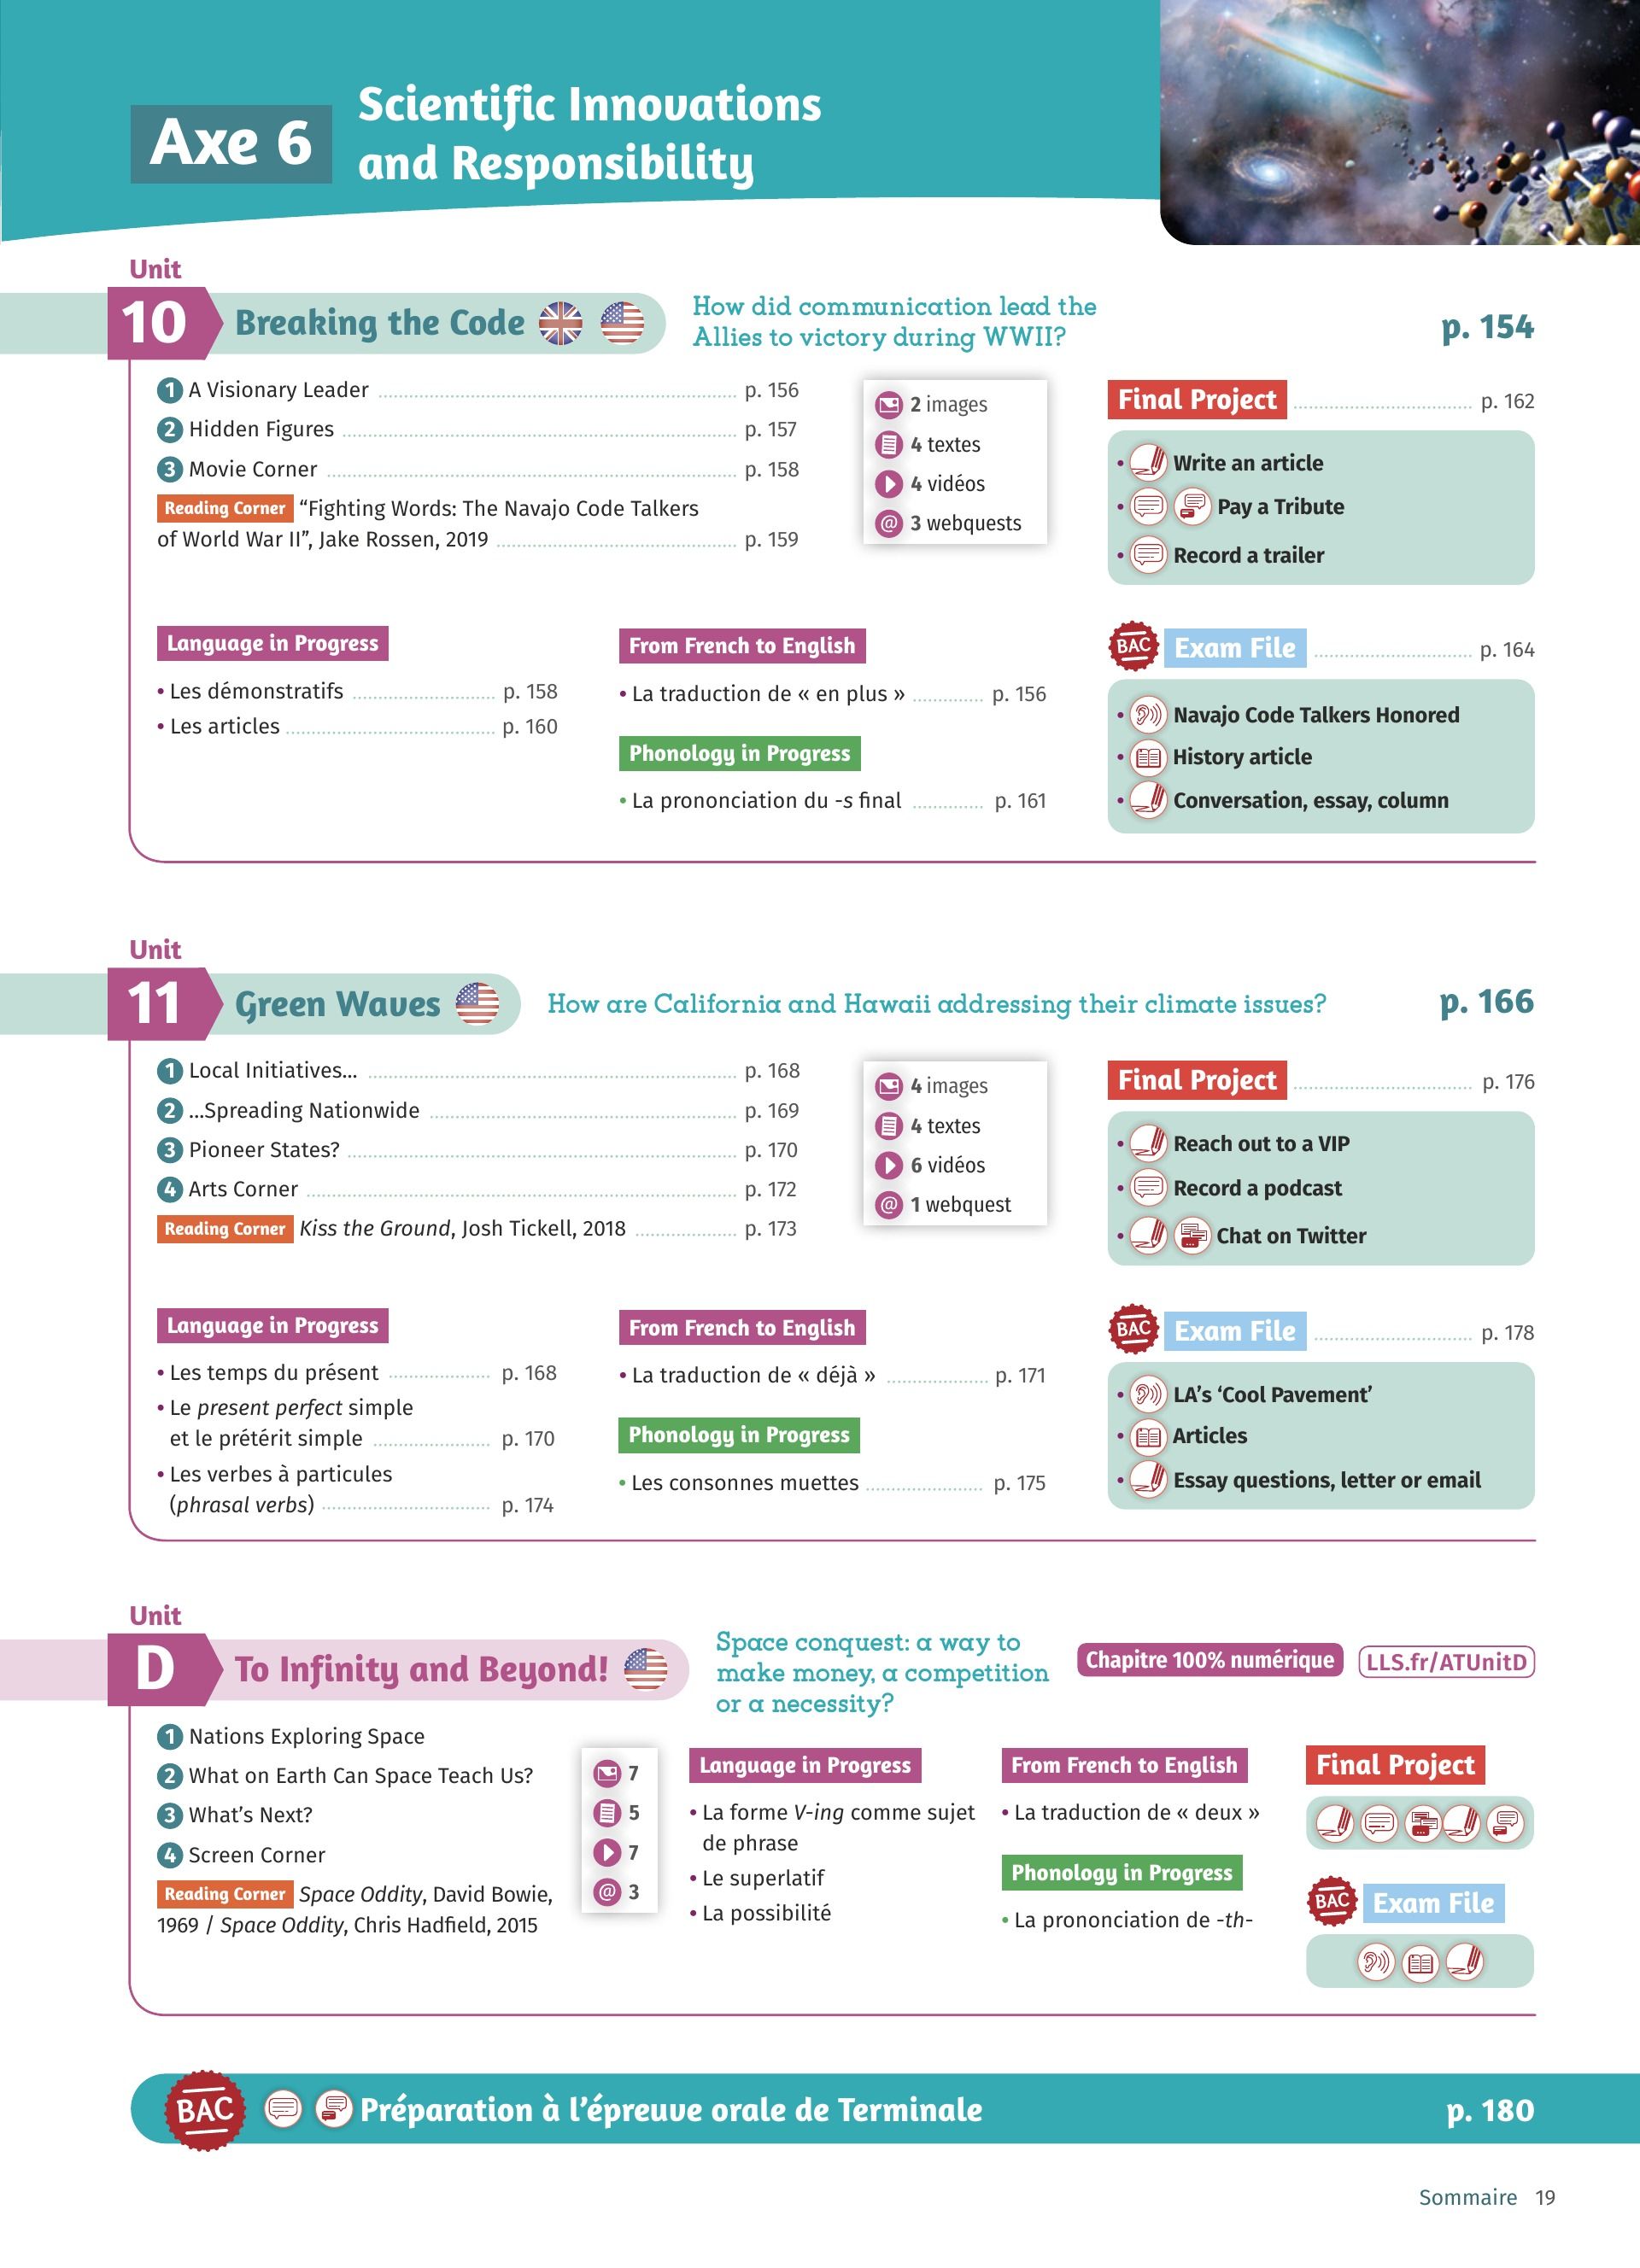 Axe 6
Scientific Innovations
and Responsibility
Unit
10
Breaking the Code
How did communication lead the
Allies to victory during WWII?
p. 154
1 A Visionary Leader p. 156
2 Hidden Figures p. 157
3 Movie Corner p. 158
Reading Corner “Fighting Words: The Navajo Code Talkers
of World War II”, Jake Rossen, 2019 p. 159
2 images
4 textes
4 vidéos
@ 3 webquests
Final Project p. 162
• Write an article
• Pay a Tribute
• Record a trailer
Language in Progress
• Les démonstratifs p. 158
• Les articles p. 160
From French to English
• La traduction de « en plus » p. 156
Phonology in Progress
• La prononciation du -s final p. 161
BAC Exam File p. 164
• Navajo Code Talkers Honored
• History article
• Conversation, essay, column
Unit
11
Green Waves
How are California and Hawaii addressing their climate issues?
p. 166
1 Local Initiatives... p. 168
2 ...Spreading Nationwide p. 169
3 Pioneer States? p. 170
4 Arts Corner p. 172
Reading Corner Kiss the Ground, Josh Tickell, 2018 p. 173
4 images
4 textes
6 vidéos
@ 1 webquest
Final Project p. 176
• Reach out to a VIP
• Record a podcast
• Chat on Twitter
Language in Progress
• Les temps du présent p. 168
• Le present perfect simple
et le prétérit simple p. 170
• Les verbes à particules
(phrasal verbs) p. 174
From French to English
• La traduction de « déjà » p. 171
Phonology in Progress
• Les consonnes muettes p. 175
BAC Exam File p. 178
• LA’s ‘Cool Pavement’
• Articles
• Essay questions, letter or email
Unit
D
To Infinity and Beyond!
Space conquest: a way to
make money, a competition
or a necessity?
Chapitre 100% numérique
LLS.fr/ATUnitD
1 Nations Exploring Space
2 What on Earth Can Space Teach Us?
3 What’s Next?
4 Screen Corner
Reading Corner Space Oddity, David Bowie,
1969 / Space Oddity, Chris Hadfield, 2015
7
5
7
@ 3
Language in Progress
• La forme V-ing comme sujet
de phrase
• Le superlatif
• La possibilité
From French to English
• La traduction de « deux »
Phonology in Progress
• La prononciation de -th-
Final Project
BAC Exam File
BAC Préparation à l’épreuve orale de Terminale p. 180
Sommaire 19